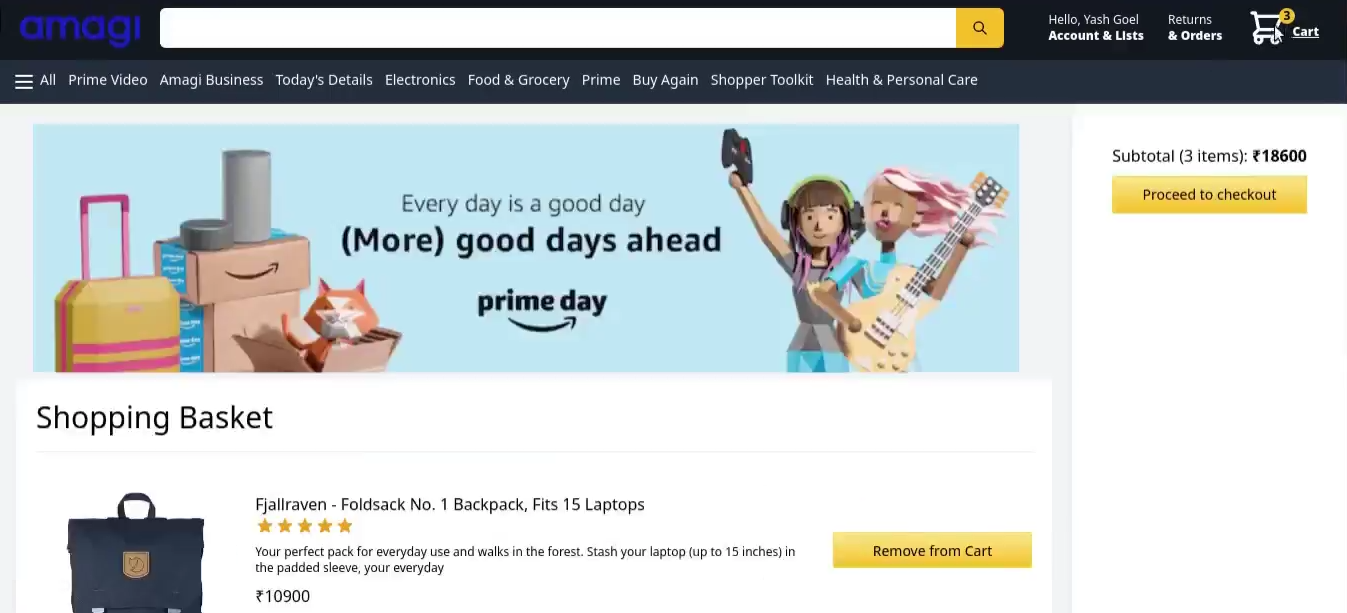 amagi
Hello, Yash Goel
Account & Lists
Returns
& Orders
3
Cart
All Prime Video Amagi Business Today's Details Electronics Food & Grocery Prime Buy Again Shopper Toolkit Health & Personal Care
Every day is a good day
(More) good days ahead
prime day
Subtotal (3 items): ₹18600
Proceed to checkout
Shopping Basket
Fjallraven - Foldsack No. 1 Backpack, Fits 15 Laptops
Your perfect pack for everyday use and walks in the forest. Stash your laptop (up to 15 inches) in
the padded sleeve, your everyday
₹10900
Remove from Cart